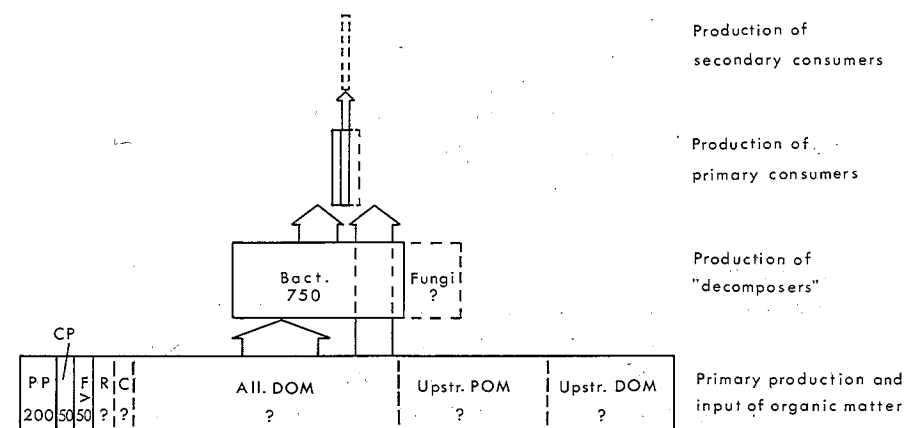 Production of
secondary consumers
Production of
primary consumers
Bact.
750
Fungi
?
Production of
"decomposers"
CP
P P
200
50
F
>
50
R
?
C
?
All. DOM
?
Upstr. POM
?
Upstr. DOM
?
Primary production and
input of organic matter